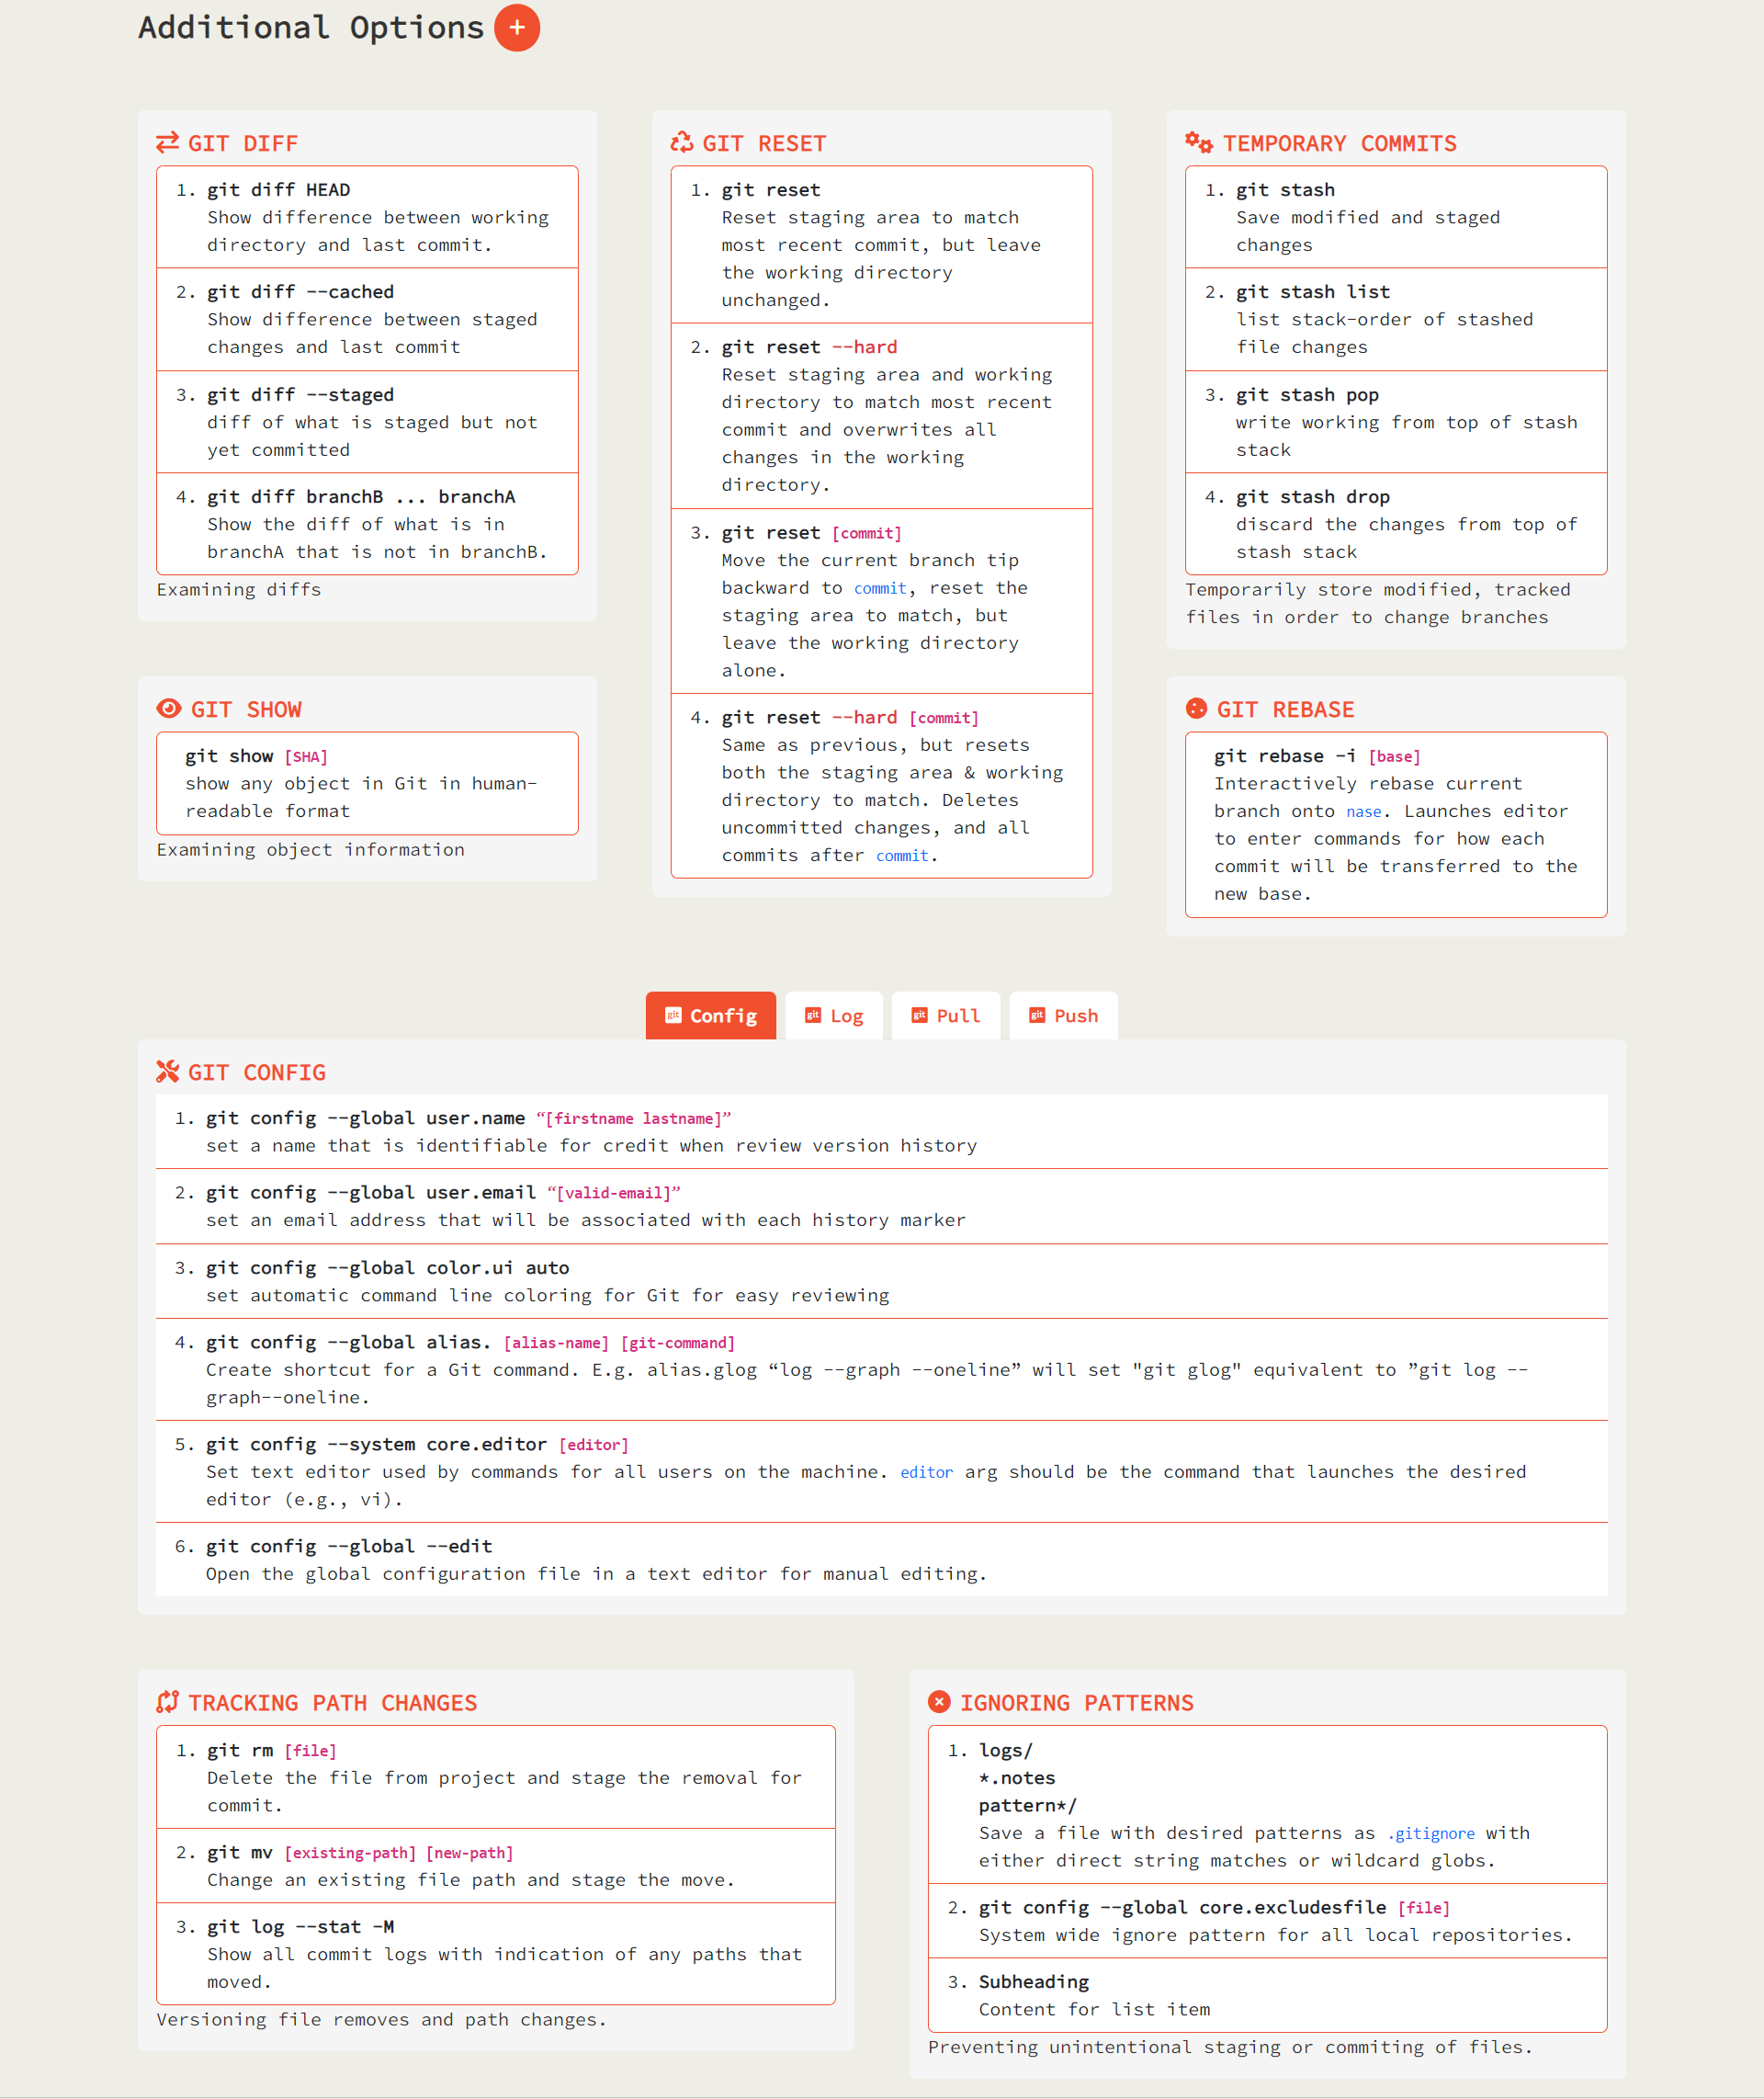 Additional Options +
GIT DIFF
1. git diff HEAD
Show difference between working
directory and last commit.
2. git diff --cached
Show difference between staged
changes and last commit
3. git diff --staged
diff of what is staged but not
yet committed
4. git diff branchB ... branchA
Show the diff of what is in
branchA that is not in branchB.
Examining diffs
GIT SHOW
git show [SHA]
show any object in Git in human-
readable format
Examining object information
GIT RESET
1. git reset
Reset staging area to match
most recent commit, but leave
the working directory
unchanged.
2. git reset --hard
Reset staging area and working
directory to match most recent
commit and overwrites all
changes in the working
directory.
3. git reset [commit]
Move the current branch tip
backward to commit, reset the
staging area to match, but
leave the working directory
alone.
4. git reset --hard [commit]
Same as previous, but resets
both the staging area & working
directory to match. Deletes
uncommitted changes, and all
commits after commit.
TEMPORARY COMMITS
1. git stash
Save modified and staged
changes
2. git stash list
list stack-order of stashed
file changes
3. git stash pop
write working from top of stash
stack
4. git stash drop
discard the changes from top of
stash stack
Temporarily store modified, tracked
files in order to change branches
GIT REBASE
git rebase -i [base]
Interactively rebase current
branch onto nase. Launches editor
to enter commands for how each
commit will be transferred to the
new base.
git Config git Log git Pull git Push
GIT CONFIG
1. git config --global user.name “[firstname lastname]”
set a name that is identifiable for credit when review version history
2. git config --global user.email “[valid-email]”
set an email address that will be associated with each history marker
3. git config --global color.ui auto
set automatic command line coloring for Git for easy reviewing
4. git config --global alias. [alias-name] [git-command]
Create shortcut for a Git command. E.g. alias.glog “log --graph --oneline” will set "git glog" equivalent to ”git log --
graph--oneline.
5. git config --system core.editor [editor]
Set text editor used by commands for all users on the machine. editor arg should be the command that launches the desired
editor (e.g., vi).
6. git config --global --edit
Open the global configuration file in a text editor for manual editing.
TRACKING PATH CHANGES
1. git rm [file]
Delete the file from project and stage the removal for
commit.
2. git mv [existing-path] [new-path]
Change an existing file path and stage the move.
3. git log --stat -M
Show all commit logs with indication of any paths that
moved.
Versioning file removes and path changes.
IGNORING PATTERNS
1. logs/
*.notes
pattern*/
Save a file with desired patterns as .gitignore with
either direct string matches or wildcard globs.
2. git config --global core.excludesfile [file]
System wide ignore pattern for all local repositories.
3. Subheading
Content for list item
Preventing unintentional staging or commiting of files.